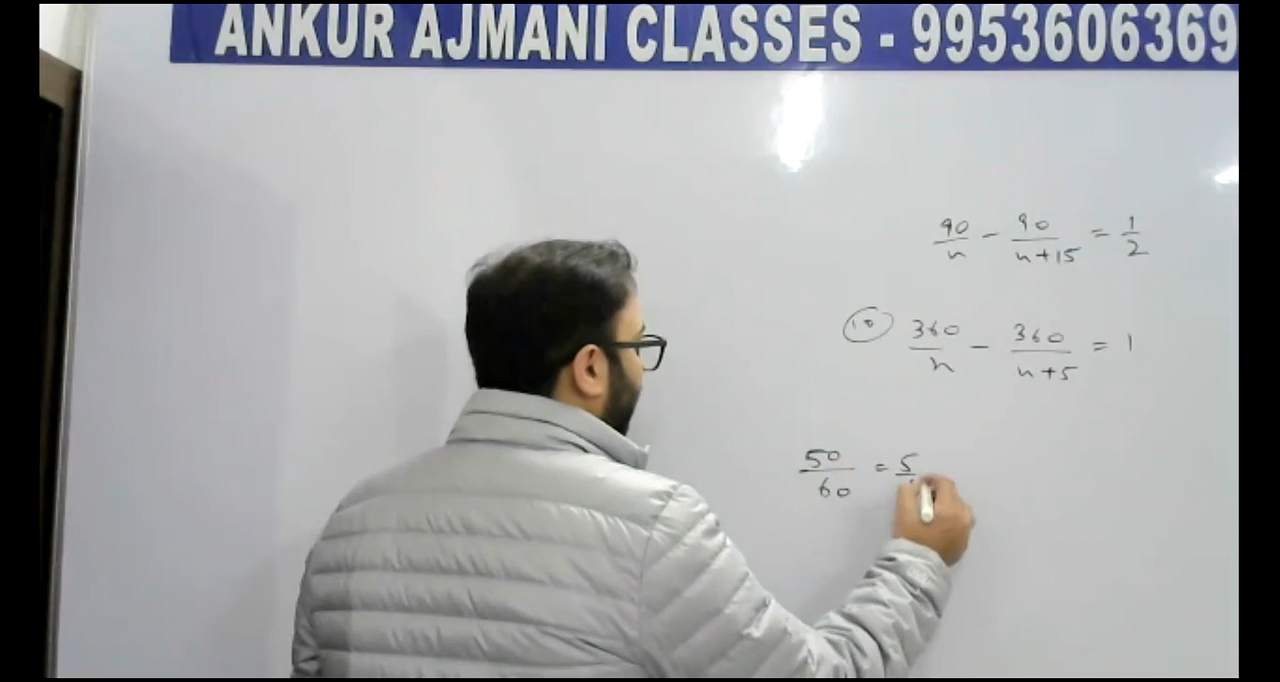 ANKUR AJMANI CLASSES - 9953606369
90/n - 90/n+15 = 1/2
10 360/n - 360/n+5 = 1
50/60 = 5/